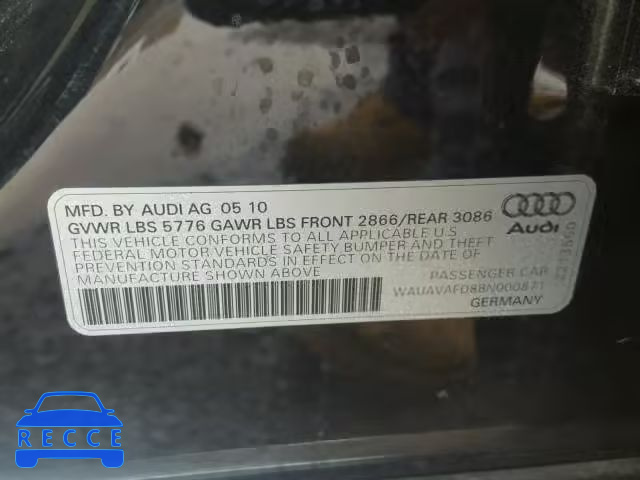 MFD. BY AUDI AG 05 10
GVWR LBS 5776 GAWR LBS FRONT 2866/REAR 3086
THIS VEHICLE CONFORMS TO ALL APPLICABLE U.S
FEDERAL MOTOR VEHICLE SAFETY BUMPER AND THEFT
PREVENTION STANDARDS IN EFFECT ON THE DATE OF
MANUFACTURE SHOWN ABOVE
PASSENGER CAR
WAUAVAFD8BN000871
GERMANY
Audi
RECCE